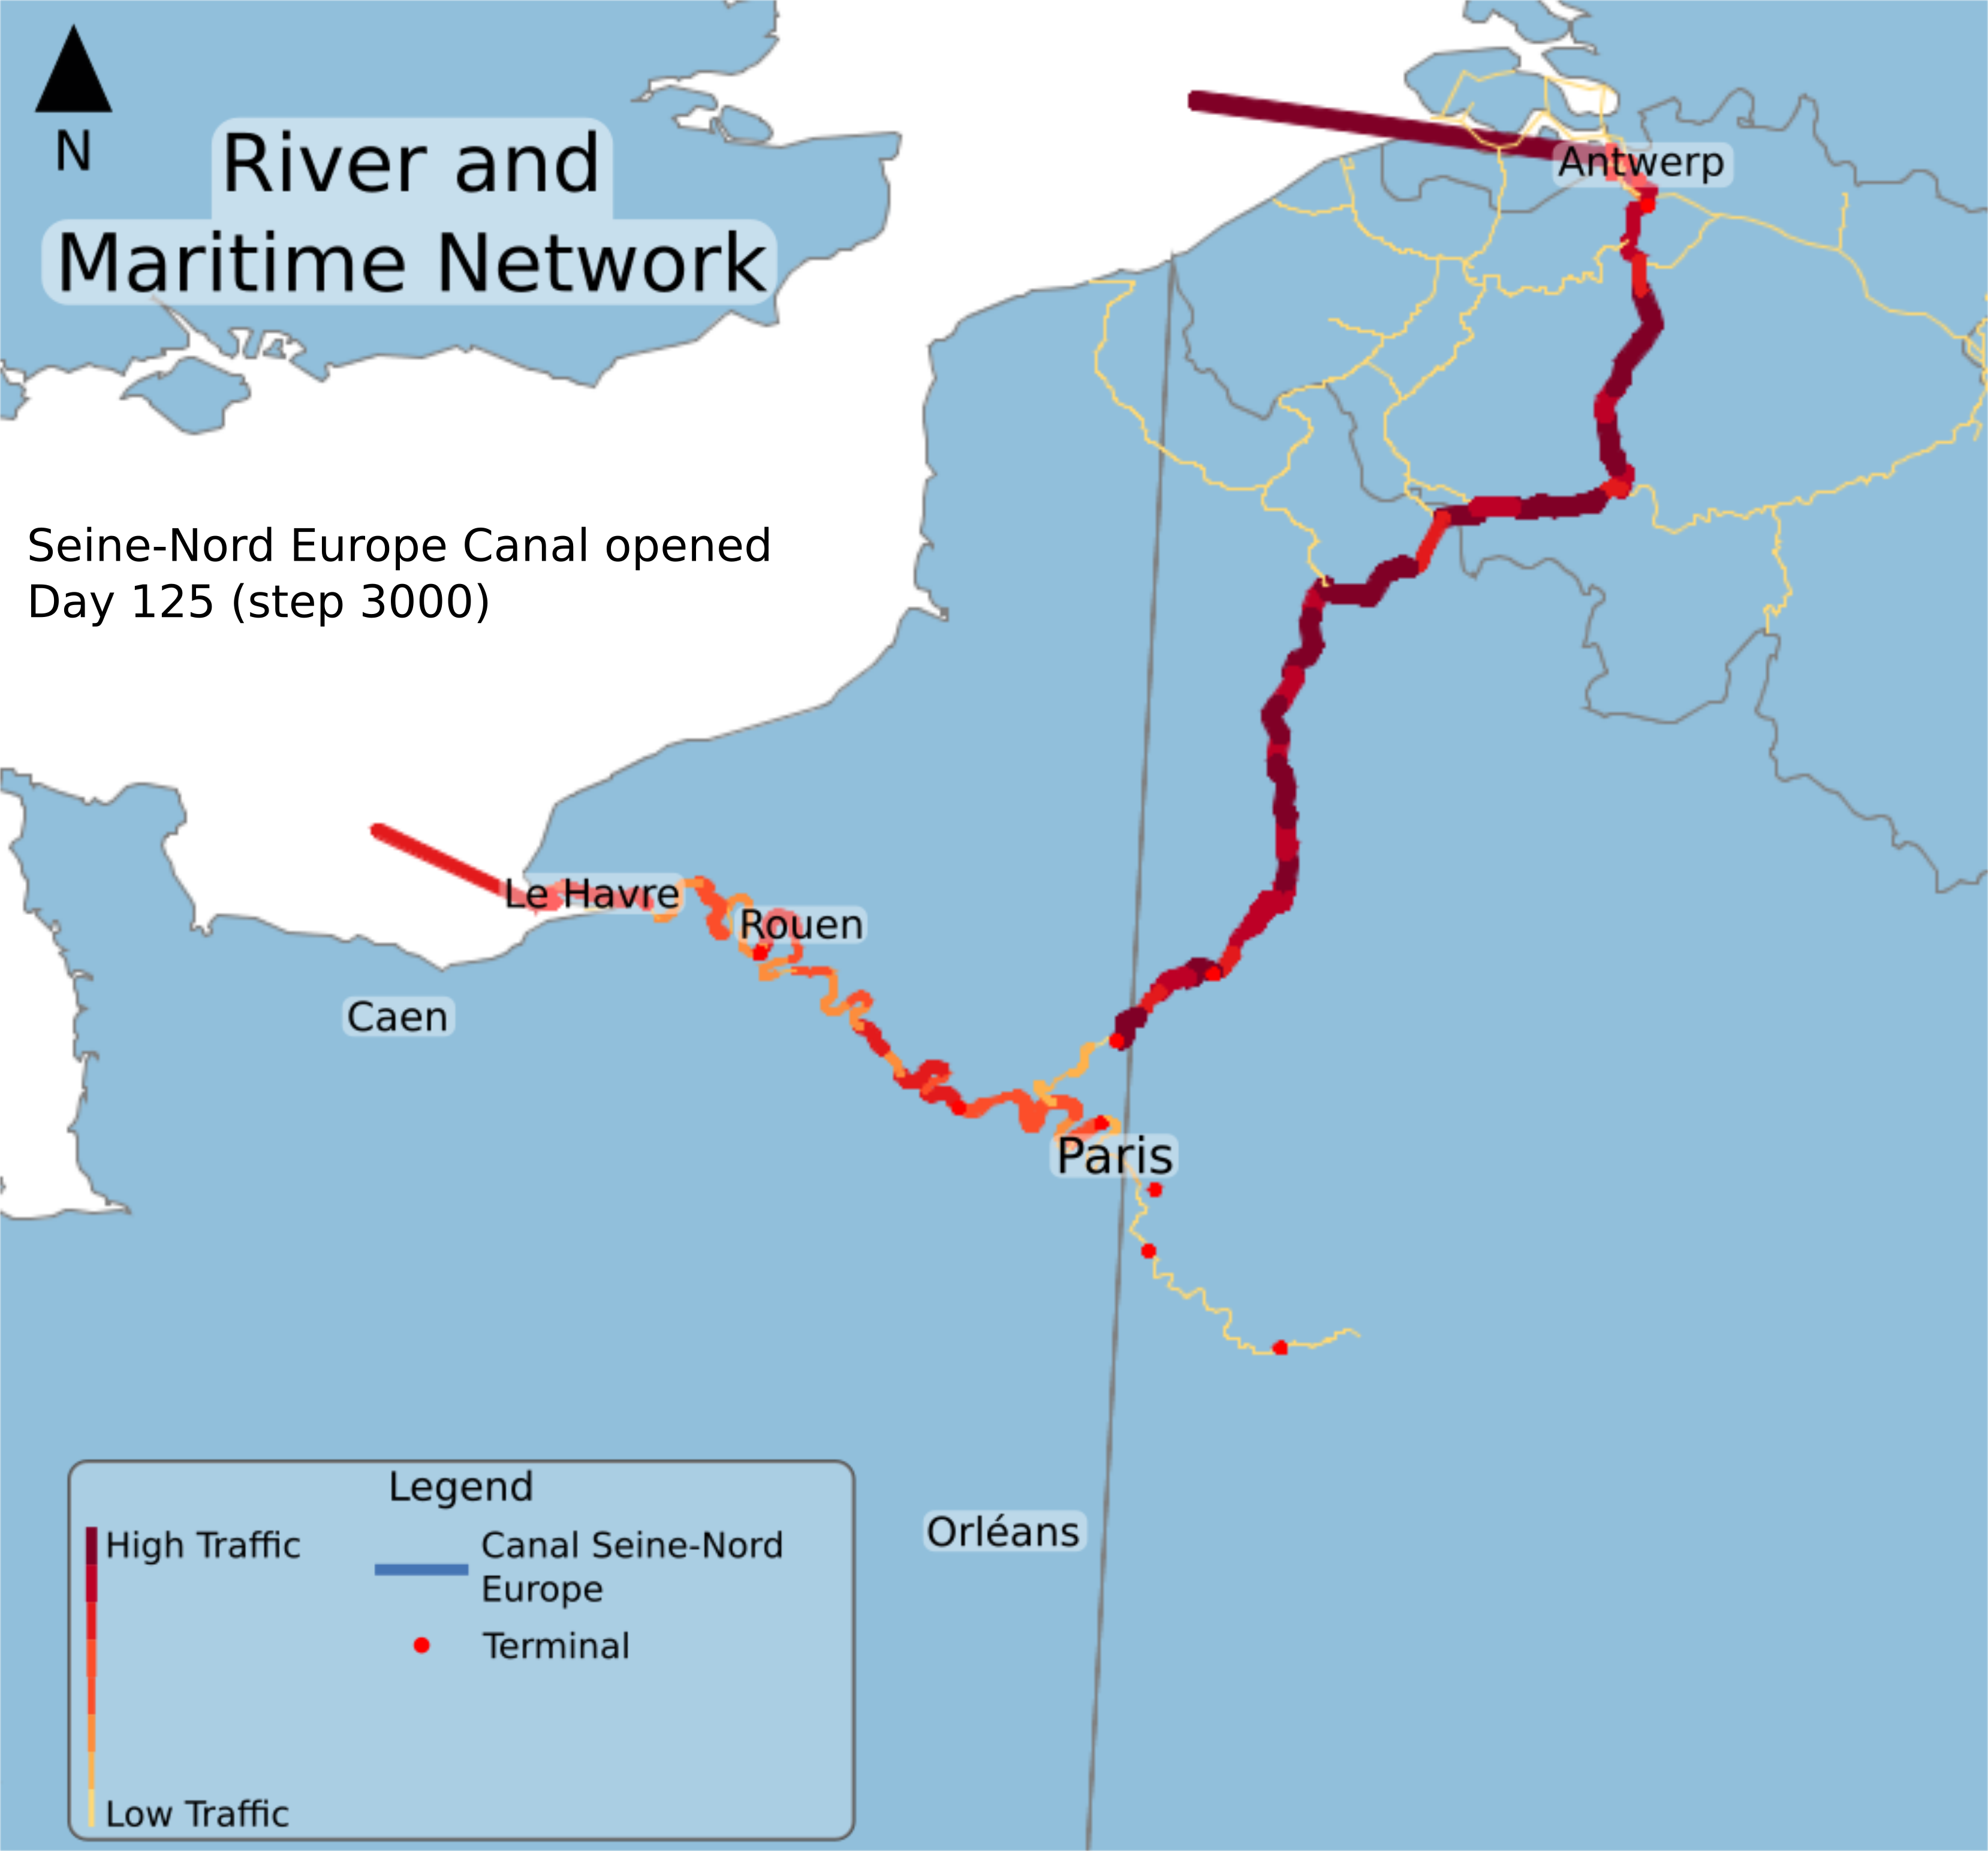 N
River and
Maritime Network
Antwerp
Seine-Nord Europe Canal opened
Day 125 (step 3000)
Le Havre
Rouen
Caen
Paris
Orléans
Legend
High Traffic
Canal Seine-Nord
Europe
Terminal
Low Traffic